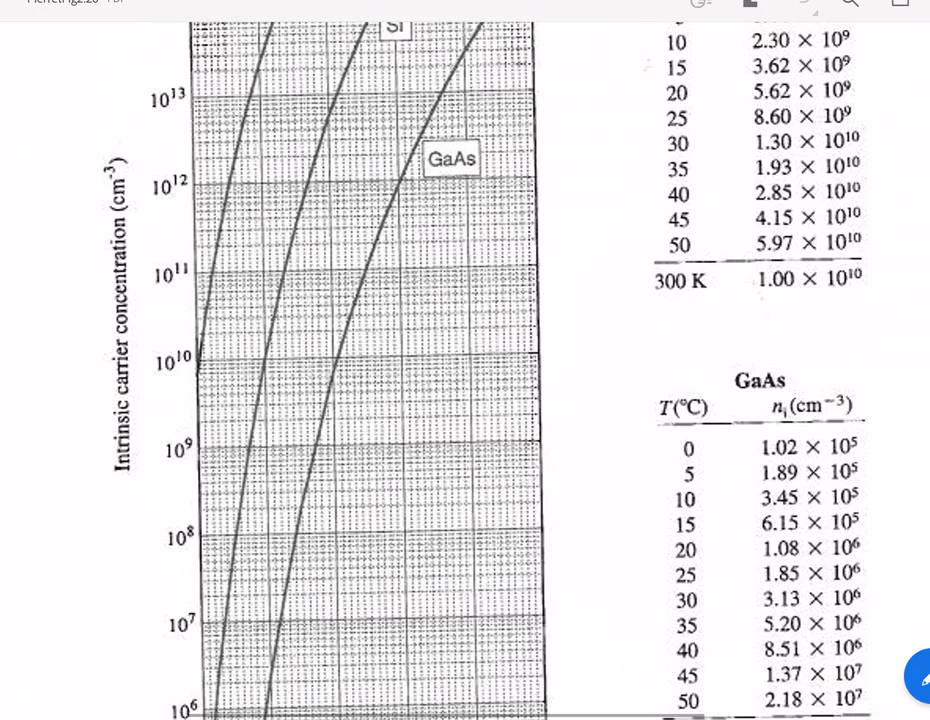 Si
10¹³
GaAs
10¹²
10¹¹
10¹⁰
10⁹
10⁸
10⁷
10⁶
Intrinsic carrier concentration (cm⁻³)
10 2.30 × 10⁹
15 3.62 × 10⁹
20 5.62 × 10⁹
25 8.60 × 10⁹
30 1.30 × 10¹⁰
35 1.93 × 10¹⁰
40 2.85 × 10¹⁰
45 4.15 × 10¹⁰
50 5.97 × 10¹⁰
300 K 1.00 × 10¹⁰
GaAs
T(°C) nᵢ(cm⁻³)
0 1.02 × 10⁵
5 1.89 × 10⁵
10 3.45 × 10⁵
15 6.15 × 10⁵
20 1.08 × 10⁶
25 1.85 × 10⁶
30 3.13 × 10⁶
35 5.20 × 10⁶
40 8.51 × 10⁶
45 1.37 × 10⁷
50 2.18 × 10⁷